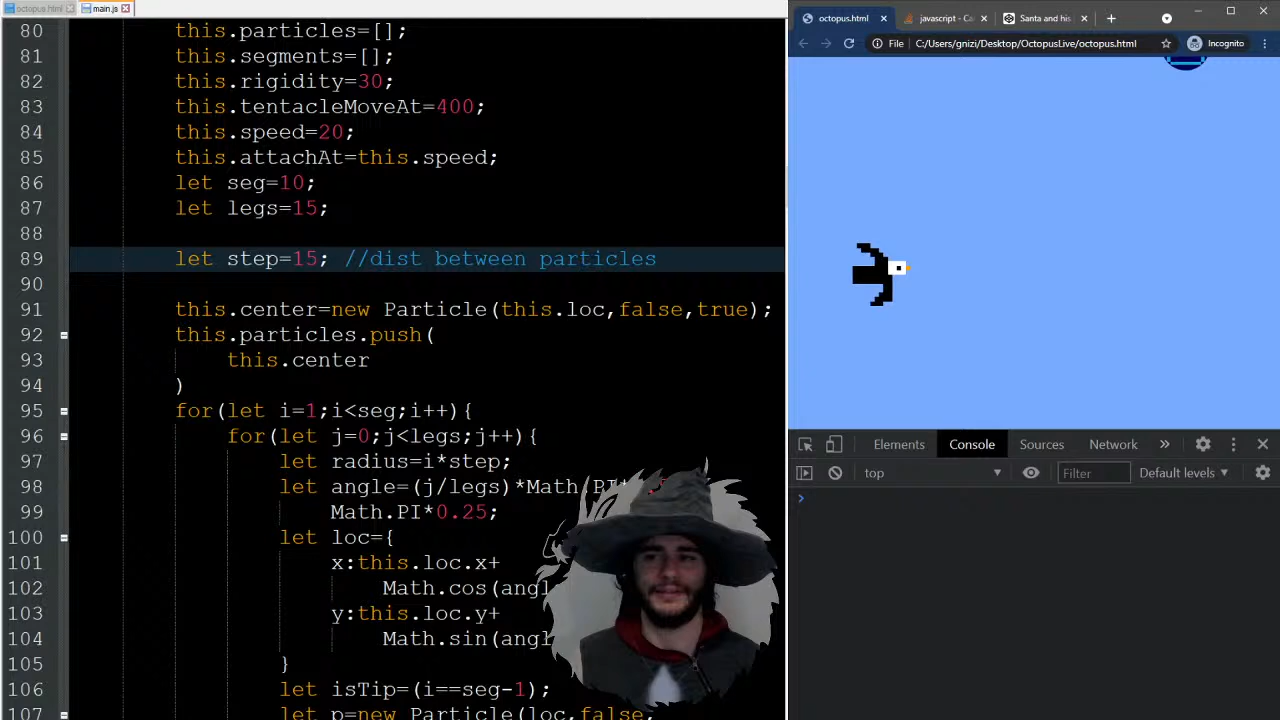 octopus.html
main.js
80 this.particles=[];
81 this.segments=[];
82 this.rigidity=30;
83 this.tentacleMoveAt=400;
84 this.speed=20;
85 this.attachAt=this.speed;
86 let seg=10;
87 let legs=15;
88
89 let step=15; //dist between particles
90
91 this.center=new Particle(this.loc,false,true);
92 this.particles.push(
93 this.center
94 )
95 for(let i=1;i<seg;i++){
96 for(let j=0;j<legs;j++){
97 let radius=i*step;
98 let angle=(j/legs)*Math.PI*
99 Math.PI*0.25;
100 let loc={
101 x:this.loc.x+
102 Math.cos(angl
103 y:this.loc.y+
104 Math.sin(angl
105 }
106 let isTip=(i==seg-1);
107 let p=new Particle(loc,false,
octopus.html
javascript - Ca
Santa and his
File C:/Users/gnizi/Desktop/OctopusLive/octopus.html
Incognito
Elements Console Sources Network
top Filter Default levels